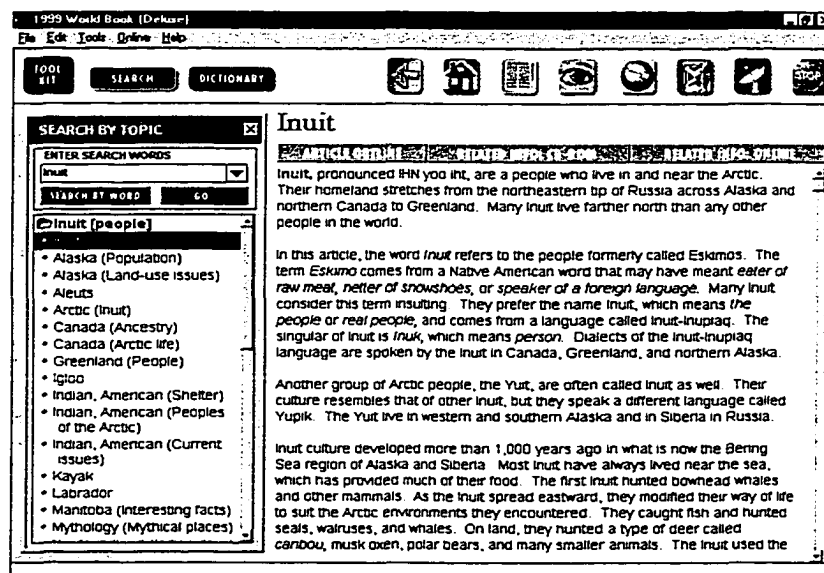 1999 World Book (Deluxe)
File Edit Tools Online Help
TOOL KIT
SEARCH
DICTIONARY
STOP
SEARCH BY TOPIC
ENTER SEARCH WORDS
Inuit
SEARCH BY WORD
GO
Inuit [people]
• Alaska (Population)
• Alaska (Land-use issues)
• Aleuts
• Arctic (Inuit)
• Canada (Ancestry)
• Canada (Arctic life)
• Greenland (People)
• Igloo
• Indian, American (Shelter)
• Indian, American (Peoples
of the Arctic)
• Indian, American (Current
issues)
• Kayak
• Labrador
• Manitoba (Interesting facts)
• Mythology (Mythical places)
Inuit
ARTICLE OUTLINE RELATED INFO: CD-ROM RELATED INFO: ONLINE
Inuit, pronounced IHN yoo iht, are a people who live in and near the Arctic.
Their homeland stretches from the northeastern tip of Russia across Alaska and
northern Canada to Greenland. Many Inuit live farther north than any other
people in the world.
In this article, the word Inuit refers to the people formerly called Eskimos. The
term Eskimo comes from a Native American word that may have meant eater of
raw meat, netter of snowshoes, or speaker of a foreign language. Many Inuit
consider this term insulting. They prefer the name Inuit, which means the
people or real people, and comes from a language called Inuit-Inupiaq. The
singular of Inuit is Inuk, which means person. Dialects of the Inuit-Inupiaq
language are spoken by the Inuit in Canada, Greenland, and northern Alaska.
Another group of Arctic people, the Yuit, are often called Inuit as well. Their
culture resembles that of other Inuit, but they speak a different language called
Yupik. The Yuit live in western and southern Alaska and in Siberia in Russia.
Inuit culture developed more than 1,000 years ago in what is now the Bering
Sea region of Alaska and Siberia. Most Inuit have always lived near the sea,
which has provided much of their food. The first Inuit hunted bowhead whales
and other mammals. As the Inuit spread eastward, they modified their way of life
to suit the Arctic environments they encountered. They caught fish and hunted
seals, walruses, and whales. On land, they hunted a type of deer called
caribou, musk oxen, polar bears, and many smaller animals. The Inuit used the